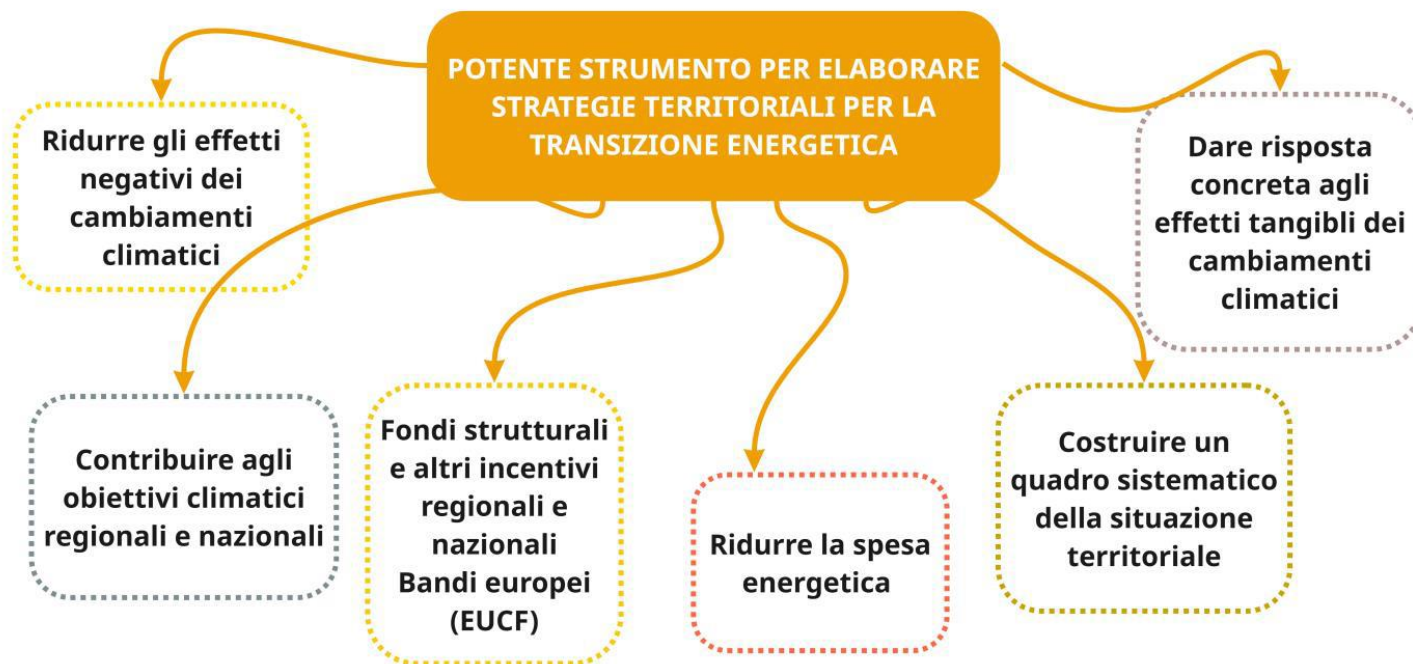 POTENTE STRUMENTO PER ELABORARE
STRATEGIE TERRITORIALI PER LA
TRANSIZIONE ENERGETICA
Ridurre gli effetti
negativi dei
cambiamenti
climatici
Dare risposta
concreta agli
effetti tangibli dei
cambiamenti
climatici
Contribuire agli
obiettivi climatici
regionali e nazionali
Fondi strutturali
e altri incentivi
regionali e
nazionali
Bandi europei
(EUCF)
Ridurre la spesa
energetica
Costruire un
quadro sistematico
della situazione
territoriale